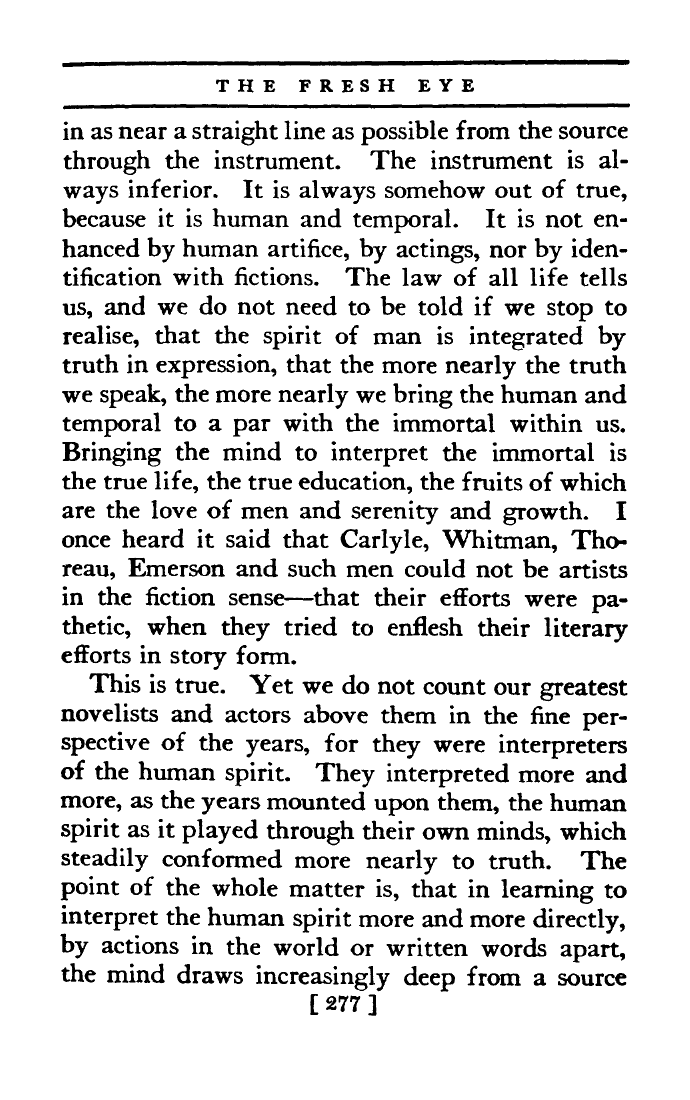 THE FRESH EYE
in as near a straight line as possible from the source
through the instrument. The instrument is al-
ways inferior. It is always somehow out of true,
because it is human and temporal. It is not en-
hanced by human artifice, by actings, nor by iden-
tification with fictions. The law of all life tells
us, and we do not need to be told if we stop to
realise, that the spirit of man is integrated by
truth in expression, that the more nearly the truth
we speak, the more nearly we bring the human and
temporal to a par with the immortal within us.
Bringing the mind to interpret the immortal is
the true life, the true education, the fruits of which
are the love of men and serenity and growth. I
once heard it said that Carlyle, Whitman, Tho-
reau, Emerson and such men could not be artists
in the fiction sense—that their efforts were pa-
thetic, when they tried to enflesh their literary
efforts in story form.
This is true. Yet we do not count our greatest
novelists and actors above them in the fine per-
spective of the years, for they were interpreters
of the human spirit. They interpreted more and
more, as the years mounted upon them, the human
spirit as it played through their own minds, which
steadily conformed more nearly to truth. The
point of the whole matter is, that in learning to
interpret the human spirit more and more directly,
by actions in the world or written words apart,
the mind draws increasingly deep from a source
[ 277 ]